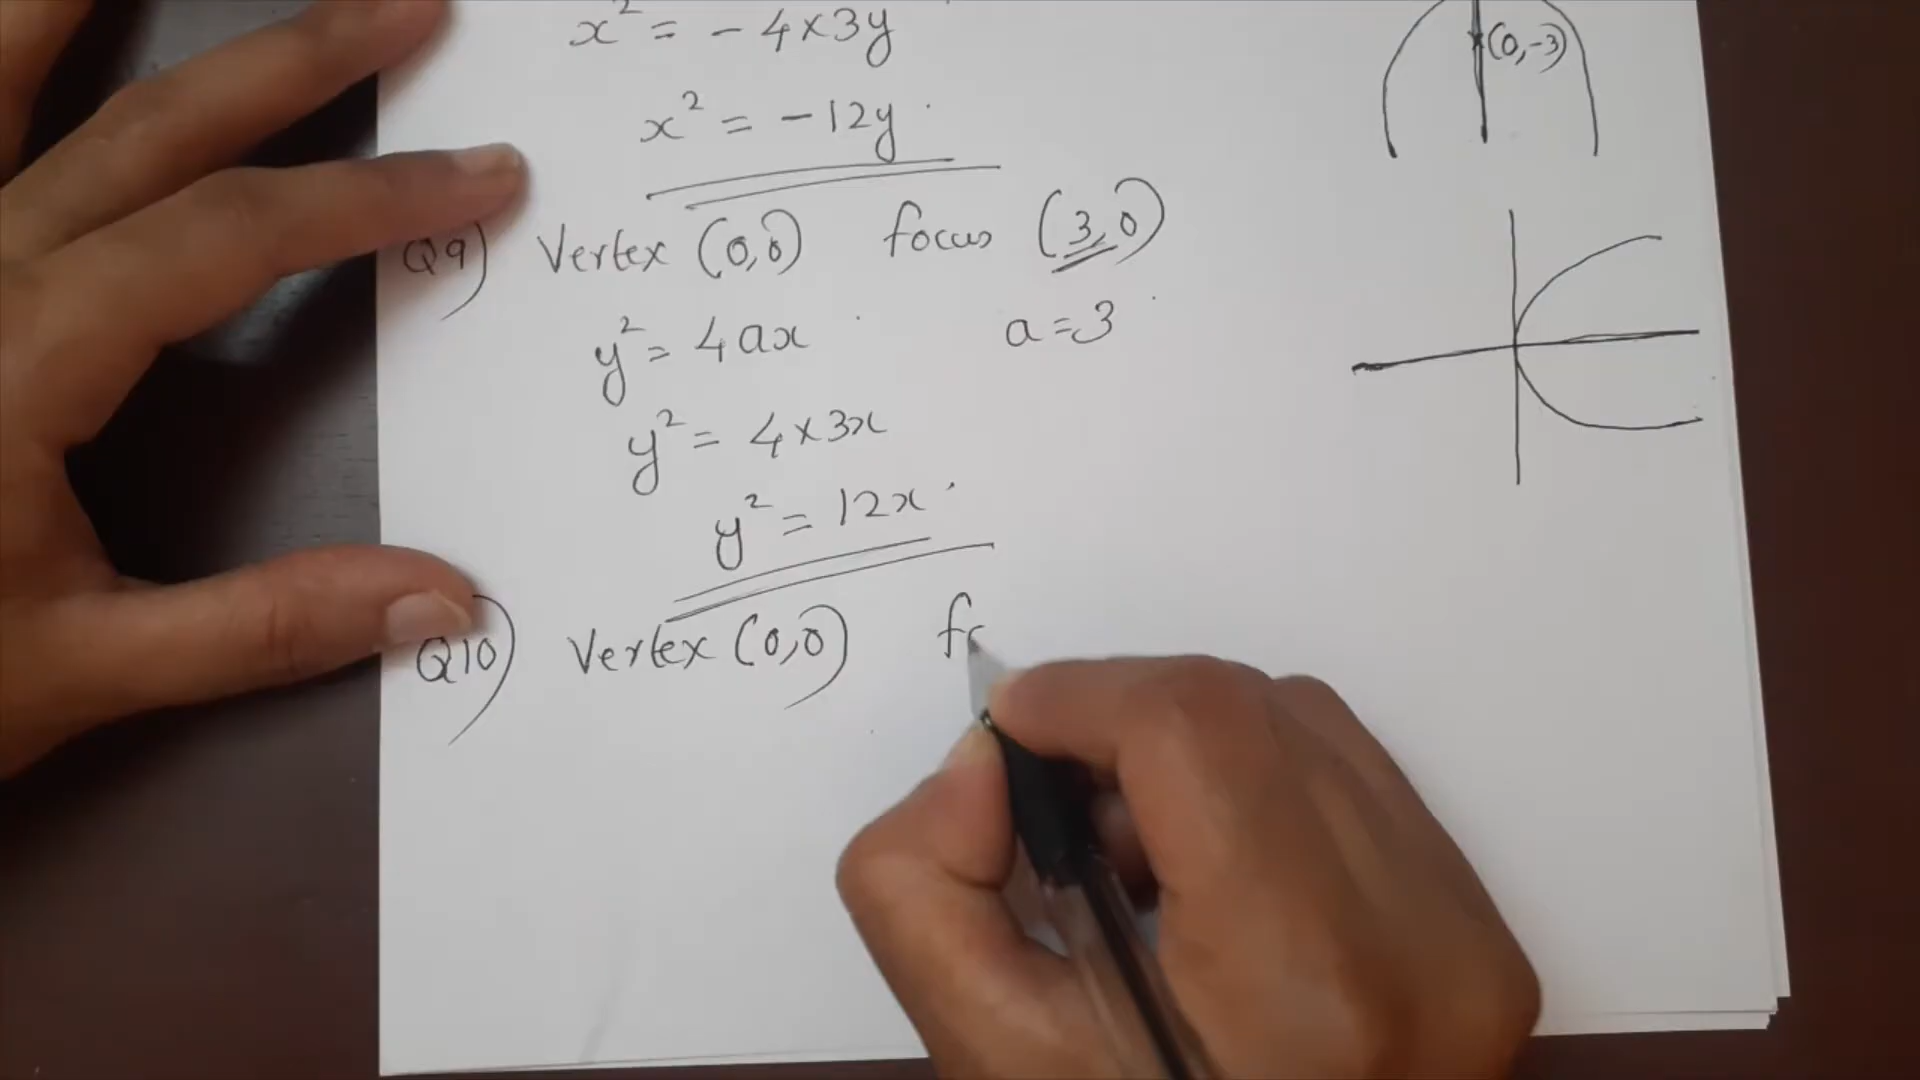 x² = - 4×3y
(0,-3)
x² = - 12y
Q9) Vertex (0,0) focus (3,0)
y² = 4ax a=3
y² = 4×3x
y² = 12x
Q10) Vertex (0,0) fo